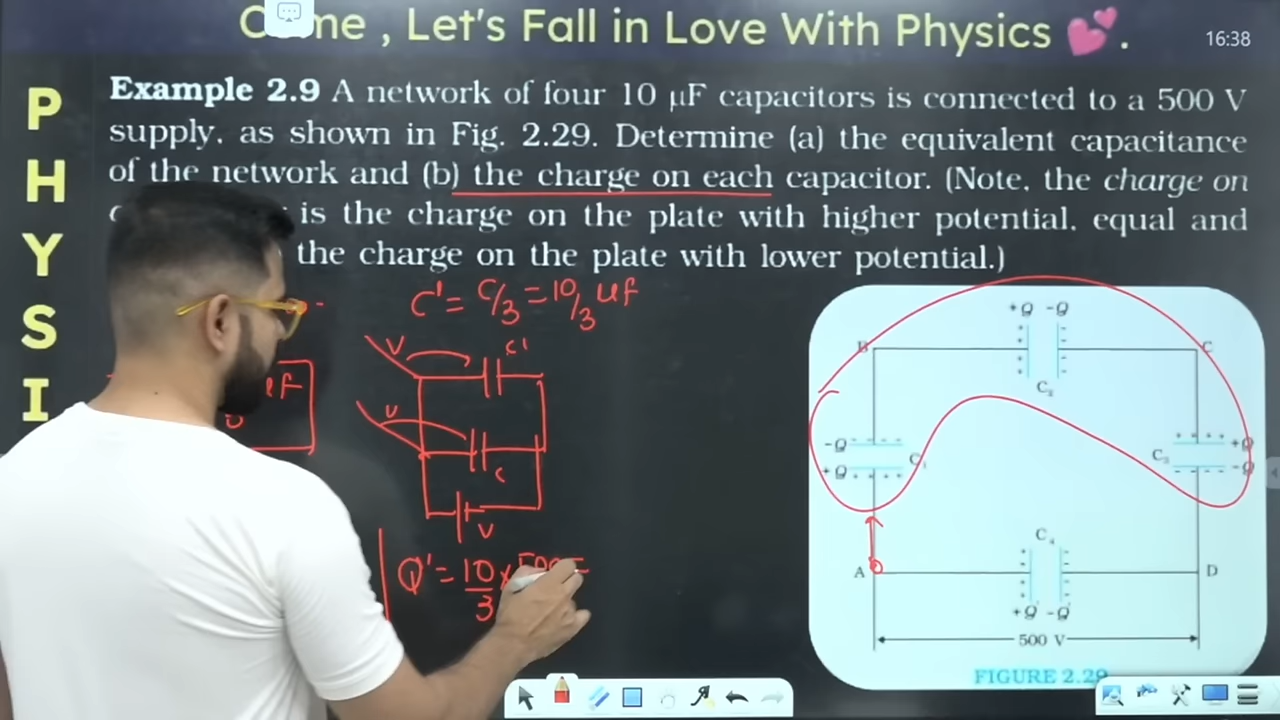 Come , Let's Fall in Love With Physics 💕.
16:38
P
H
Y
S
I
Example 2.9 A network of four 10 μF capacitors is connected to a 500 V
supply, as shown in Fig. 2.29. Determine (a) the equivalent capacitance
of the network and (b) the charge on each capacitor. (Note, the charge on
is the charge on the plate with higher potential, equal and
the charge on the plate with lower potential.)
C' = C/3 = 10/3 uf
V C'
V C
V
Q' = 10/3 × 500 =
+Q -Q
B C
C₂
-Q
+Q C₁
C₃ +Q
-Q
C₄
A D
+Q' -Q'
500 V
FIGURE 2.29